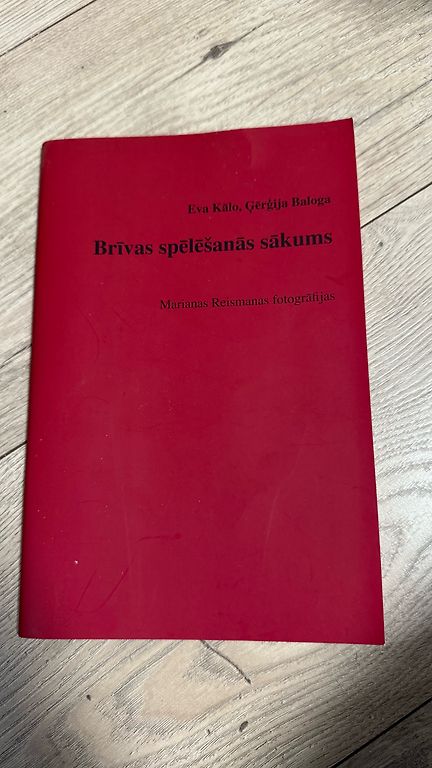 Eva Kālo, Ģērģija Baloga
Brīvas spēlēšanās sākums
Marianas Reismanas fotogrāfijas